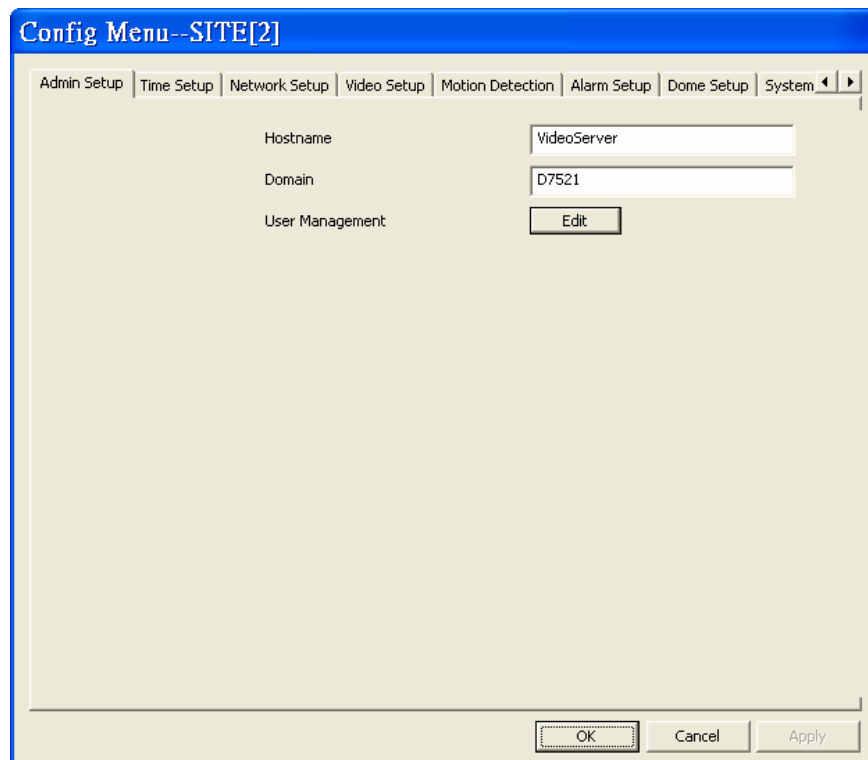 Config Menu--SITE[2]
Admin Setup Time Setup Network Setup Video Setup Motion Detection Alarm Setup Dome Setup System
Hostname VideoServer
Domain D7521
User Management Edit
OK Cancel Apply